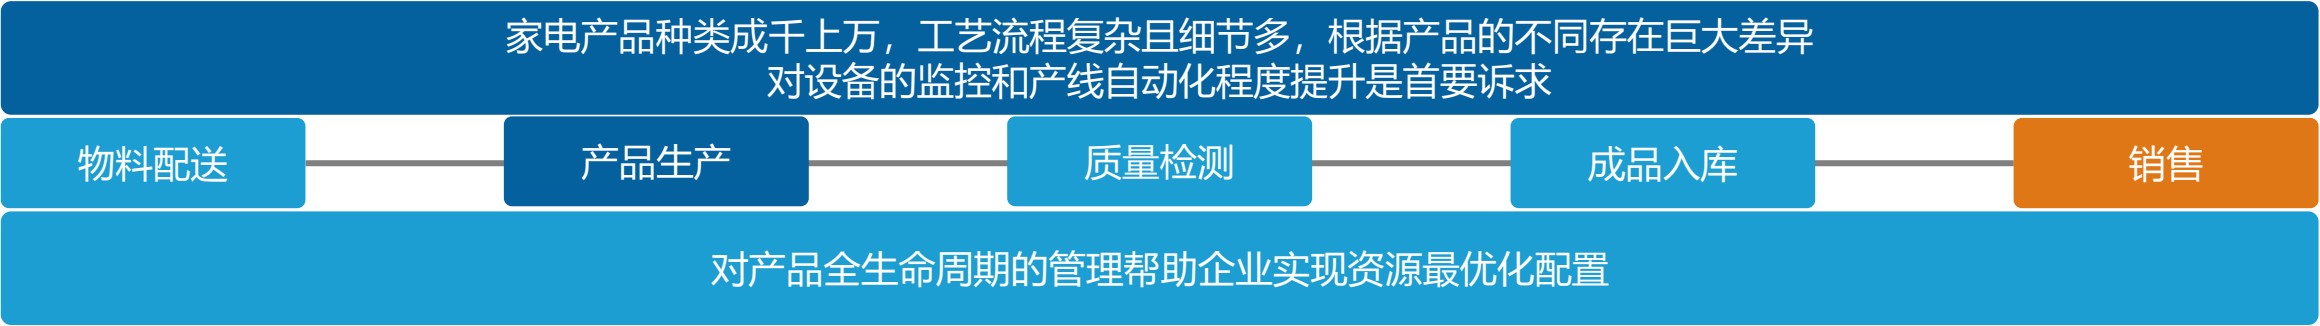 家电产品种类成千上万，工艺流程复杂且细节多，根据产品的不同存在巨大差异
对设备的监控和产线自动化程度提升是首要诉求
物料配送
产品生产
质量检测
成品入库
销售
对产品全生命周期的管理帮助企业实现资源最优化配置